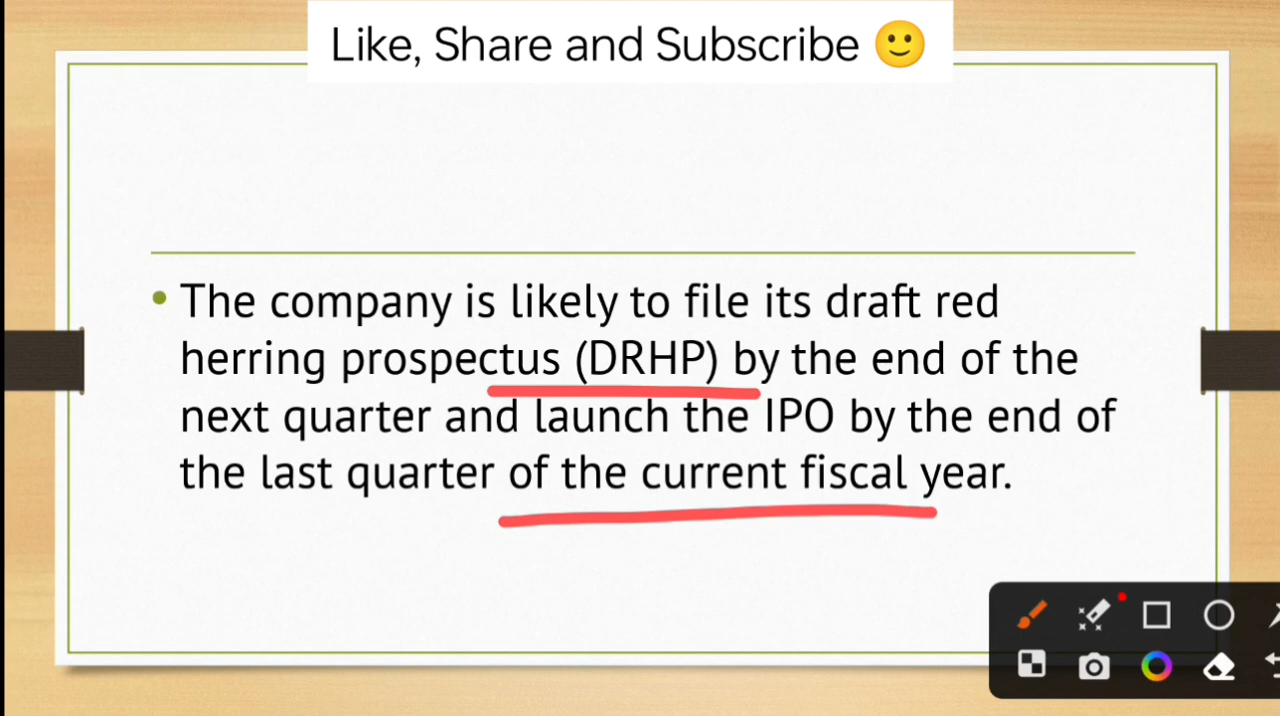 Like, Share and Subscribe 🙂
• The company is likely to file its draft red
herring prospectus (DRHP) by the end of the
next quarter and launch the IPO by the end of
the last quarter of the current fiscal year.